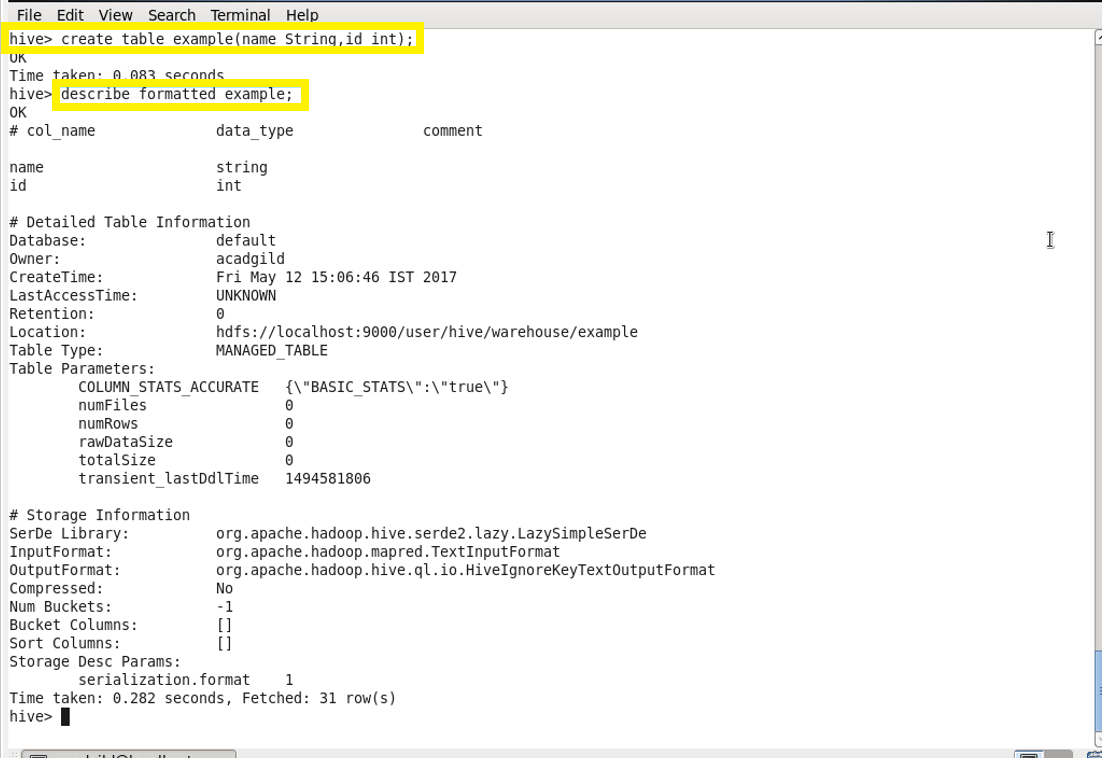 File Edit View Search Terminal Help
hive> create table example(name String,id int);
OK
Time taken: 0.083 seconds
hive> describe formatted example;
OK
# col_name data_type comment
name string
id int
# Detailed Table Information
Database: default
Owner: acadgild
CreateTime: Fri May 12 15:06:46 IST 2017
LastAccessTime: UNKNOWN
Retention: 0
Location: hdfs://localhost:9000/user/hive/warehouse/example
Table Type: MANAGED_TABLE
Table Parameters:
COLUMN_STATS_ACCURATE {\"BASIC_STATS\":\"true\"}
numFiles 0
numRows 0
rawDataSize 0
totalSize 0
transient_lastDdlTime 1494581806
# Storage Information
SerDe Library: org.apache.hadoop.hive.serde2.lazy.LazySimpleSerDe
InputFormat: org.apache.hadoop.mapred.TextInputFormat
OutputFormat: org.apache.hadoop.hive.ql.io.HiveIgnoreKeyTextOutputFormat
Compressed: No
Num Buckets: -1
Bucket Columns: []
Sort Columns: []
Storage Desc Params:
serialization.format 1
Time taken: 0.282 seconds, Fetched: 31 row(s)
hive>